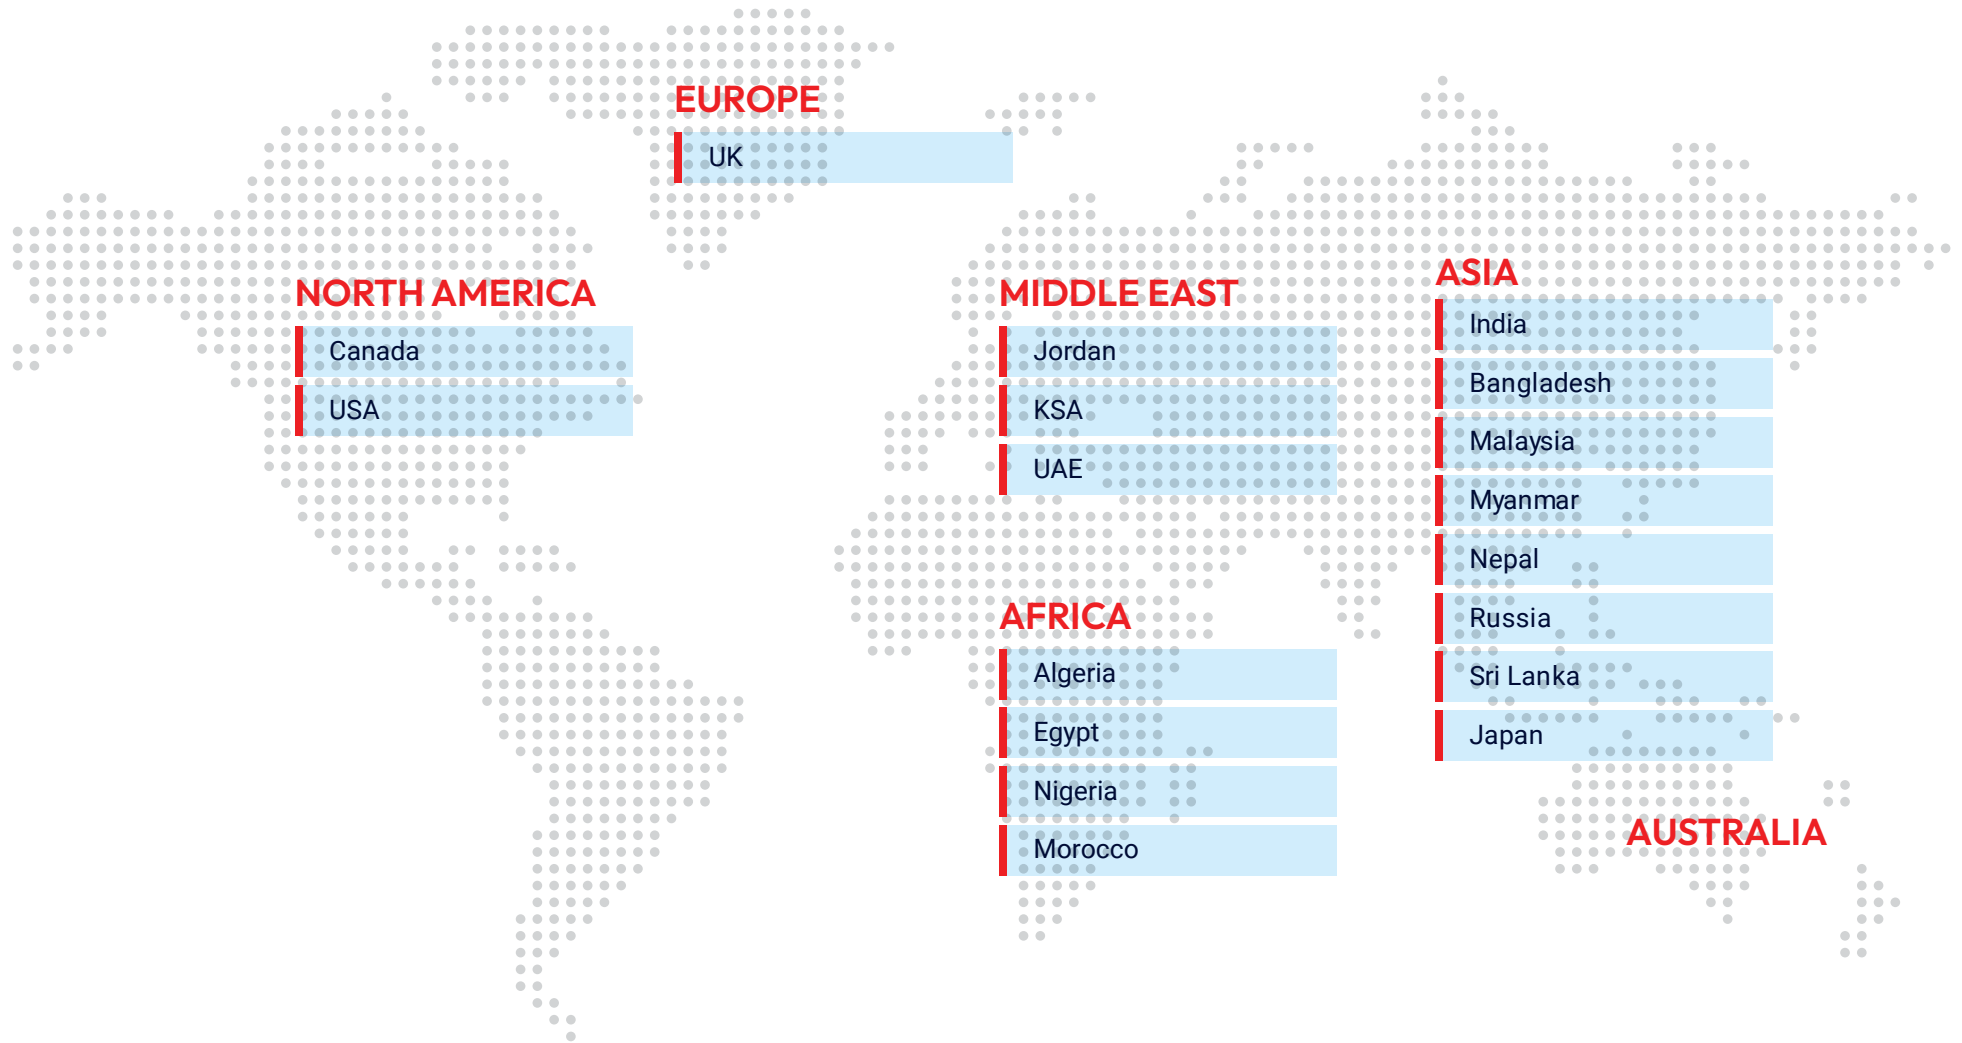 EUROPE
UK
NORTH AMERICA
Canada
USA
MIDDLE EAST
Jordan
KSA
UAE
AFRICA
Algeria
Egypt
Nigeria
Morocco
ASIA
India
Bangladesh
Malaysia
Myanmar
Nepal
Russia
Sri Lanka
Japan
AUSTRALIA